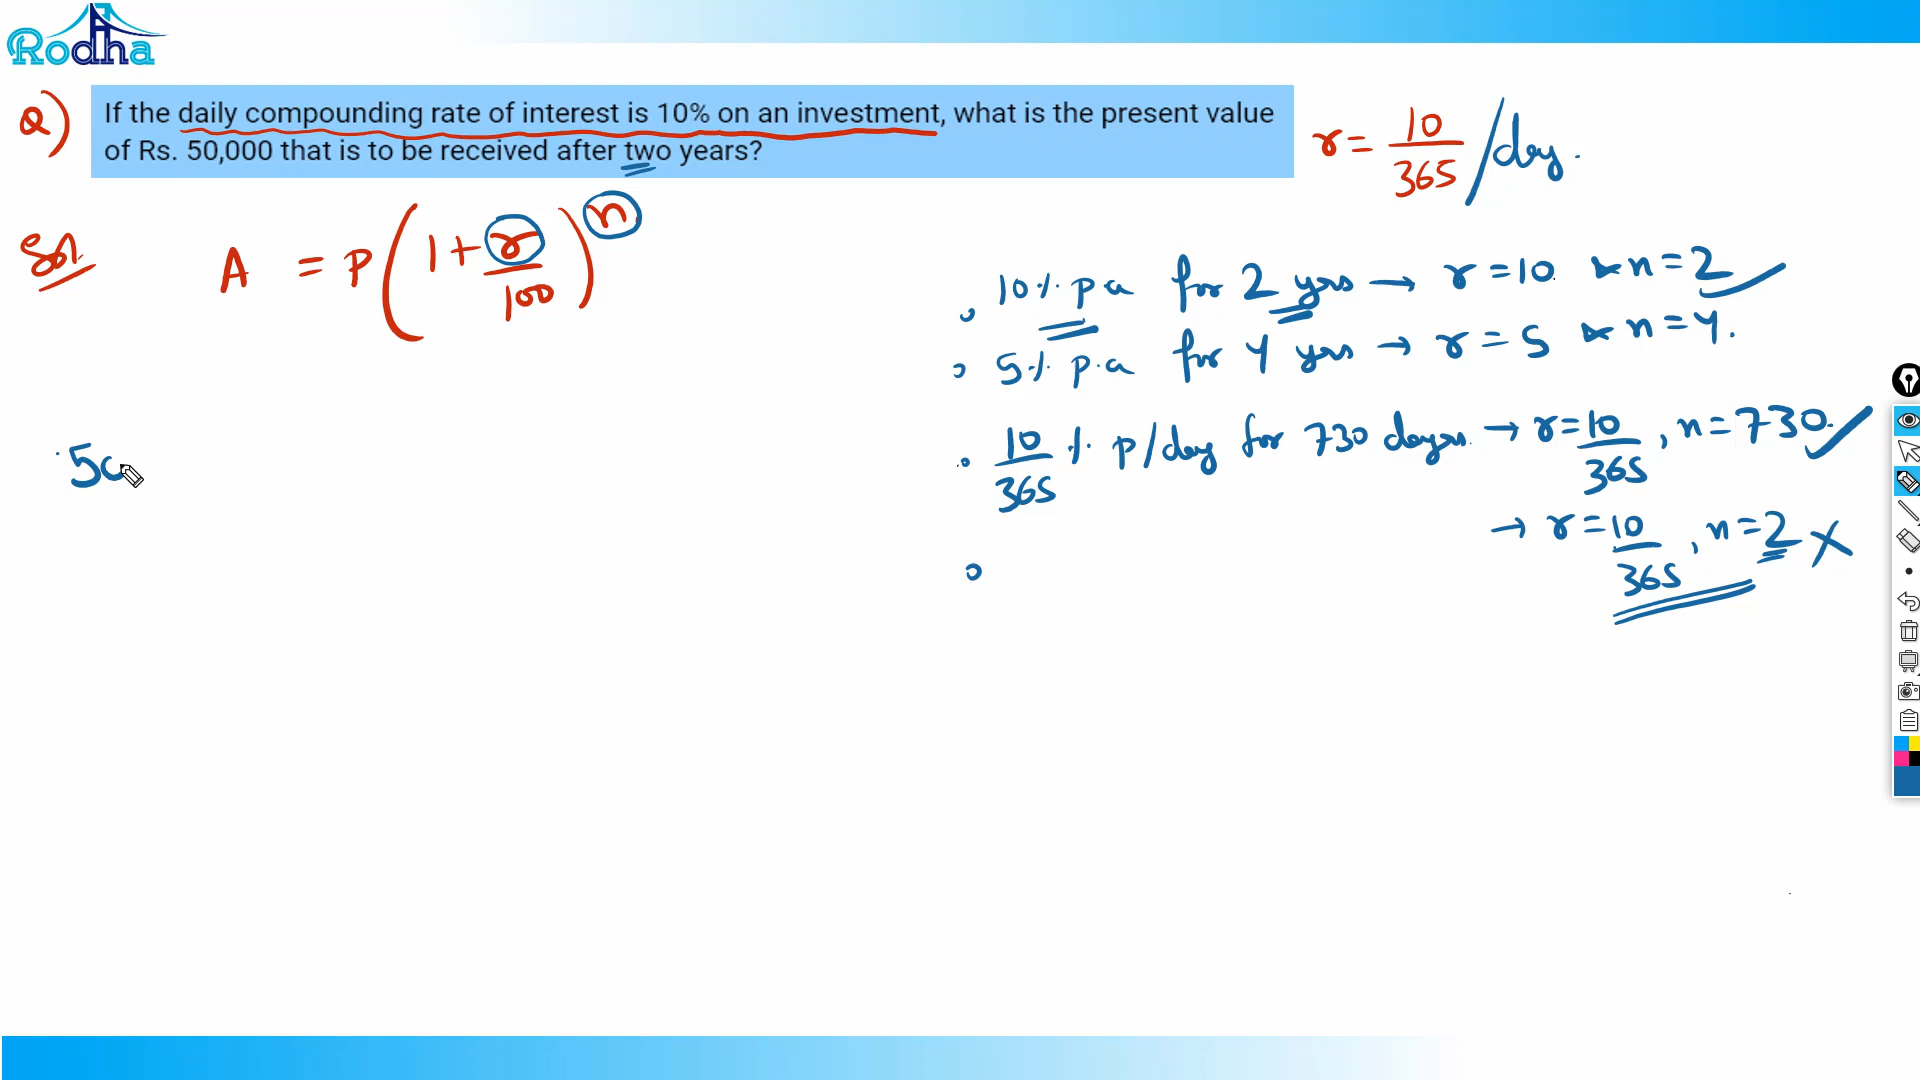 Rodha
Q) If the daily compounding rate of interest is 10% on an investment, what is the present value
of Rs. 50,000 that is to be received after two years?
r = 10/365 /day.
Sol. A = P(1 + r/100)^n
10% p a for 2 yrs → r = 10 & n = 2
5% p.a for 4 yrs → r = 5 & n = 4.
10/365 % p/day for 730 days. → r = 10/365, n = 730.
→ r = 10/365, n = 2 ✗
50